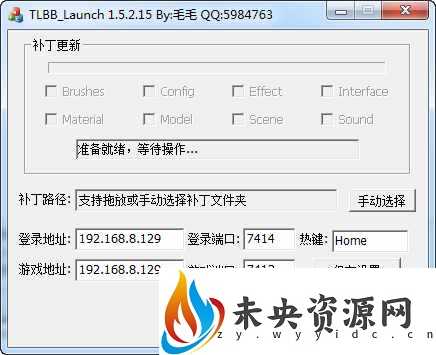 TLBB_Launch 1.5.2.15 By:毛毛 QQ:5984763
补丁更新
Brushes Config Effect Interface
Material Model Scene Sound
准备就绪，等待操作...
补丁路径: 支持拖放或手动选择补丁文件夹 手动选择
登录地址: 192.168.8.129 登录端口: 7414 热键: Home
游戏地址: 192.168.8.129
未央资源网
zy.wyyidc.cn